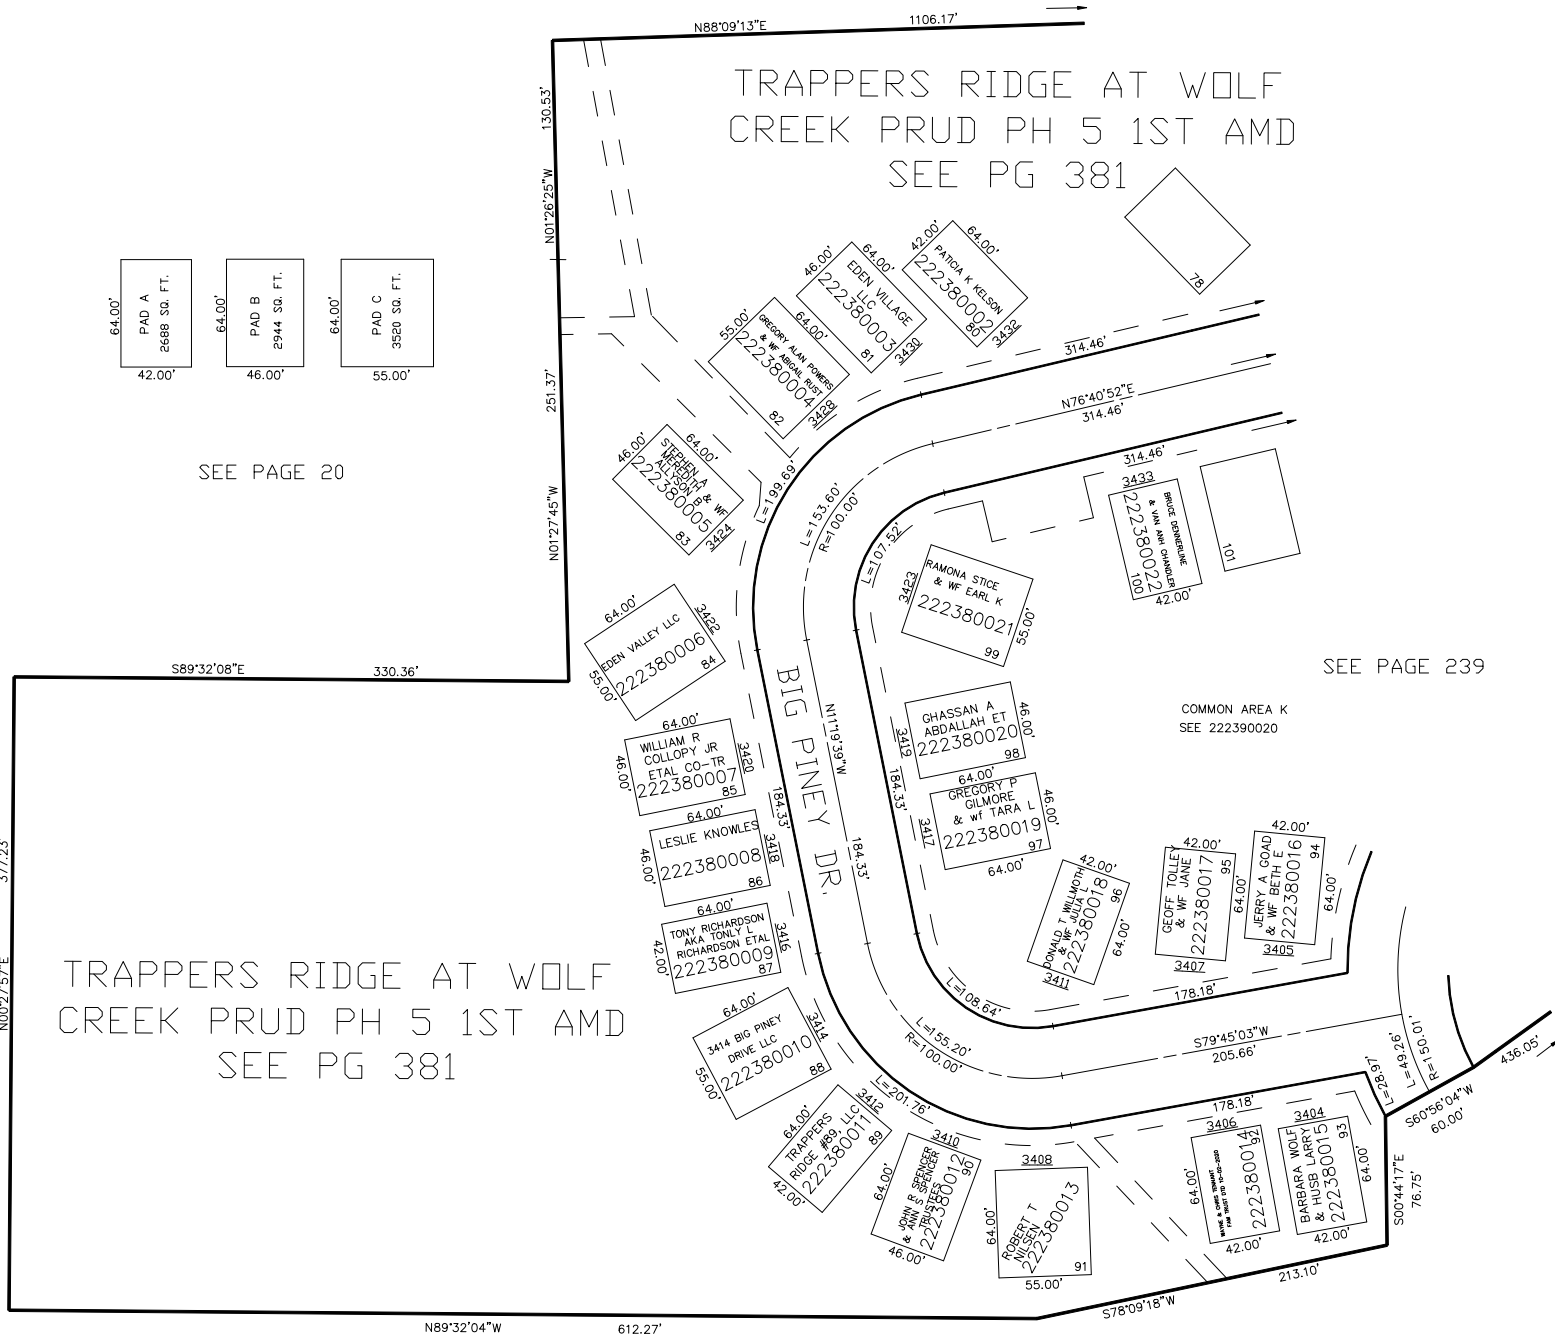 N88°09'13"E
1106.17'
TRAPPERS RIDGE AT WOLF
CREEK PRUD PH 5 1ST AMD
SEE PG 381
130.53'
N01°26'25"W
251.37'
N01°27'45"W
64.00'
PAD A
2688 SQ. FT.
42.00'
64.00'
PAD B
2944 SQ. FT.
46.00'
64.00'
PAD C
3520 SQ. FT.
55.00'
SEE PAGE 20
78
42.00'
64.00'
PATICIA K KELSON
222380002
80
3432
46.00'
64.00'
EDEN VILLAGE
LLC
222380003
81
3430
55.00'
64.00'
GREGORY ALAN POWERS
& WF ABIGAIL RUST
222380004
82
3428
46.00'
64.00'
STEPHEN A
MEREDITH & WF
ALLYSON B
222380005
83
3424
314.46'
N76°40'52"E
314.46'
314.46'
L=199.69'
L=153.60'
R=100.00'
L=107.52'
3433
BRUCE DENNERLINE
& VAN ANH CHANDLER
222380022
100
42.00'
101
3423
RAMONA STICE
& WF EARL K
222380021
99
55.00'
64.00'
3422
EDEN VALLEY LLC
222380006
84
55.00'
S89°32'08"E
330.36'
SEE PAGE 239
COMMON AREA K
SEE 222390020
BIG PINEY DR.
N11°19'39"W
184.33'
184.33'
184.33'
64.00'
WILLIAM R
COLLOPY JR
ETAL CO-TR
222380007
85
46.00'
3420
GHASSAN A
ABDALLAH ET
222380020
98
46.00'
3419
64.00'
GREGORY P
GILMORE
& wf TARA L
222380019
97
46.00'
3417
64.00'
64.00'
LESLIE KNOWLES
222380008
86
46.00'
3418
64.00'
TONY RICHARDSON
AKA TONLY L
RICHARDSON ETAL
222380009
87
42.00'
3416
42.00'
DONALD T WILLMOTH
& WF JULIA L
222380018
96
64.00'
3411
42.00'
GEOFF TOLLEY
& WF JANE
222380017
95
64.00'
3407
42.00'
JERRY A GOAD
& WF BETH E
222380016
94
64.00'
3405
377.23'
N00°27'57"E
TRAPPERS RIDGE AT WOLF
CREEK PRUD PH 5 1ST AMD
SEE PG 381
64.00'
3414 BIG PINEY
DRIVE LLC
222380010
88
55.00'
3414
L=108.64'
L=155.20'
R=100.00'
L=201.76'
178.18'
S79°45'03"W
205.66'
178.18'
L=28.97'
L=49.26'
R=150.01'
436.05'
S60°56'04"W
60.00'
64.00'
TRAPPERS
RIDGE #89, LLC
222380011
89
42.00'
3412
3410
JOHN R SPENCER
& ANN S SPENCER
TRUSTEES
222380012
90
64.00'
46.00'
3408
ROBERT T
NILSEN
222380013
91
64.00'
55.00'
3406
WAYNE & CHRIS TENNANT
FAM TRUST DTD 10-02-2020
222380014
92
64.00'
42.00'
3404
BARBARA WOLF
& HUSB LARRY
222380015
93
64.00'
42.00'
S00°44'17"E
76.75'
213.10'
S78°09'18"W
N89°32'04"W
612.27'